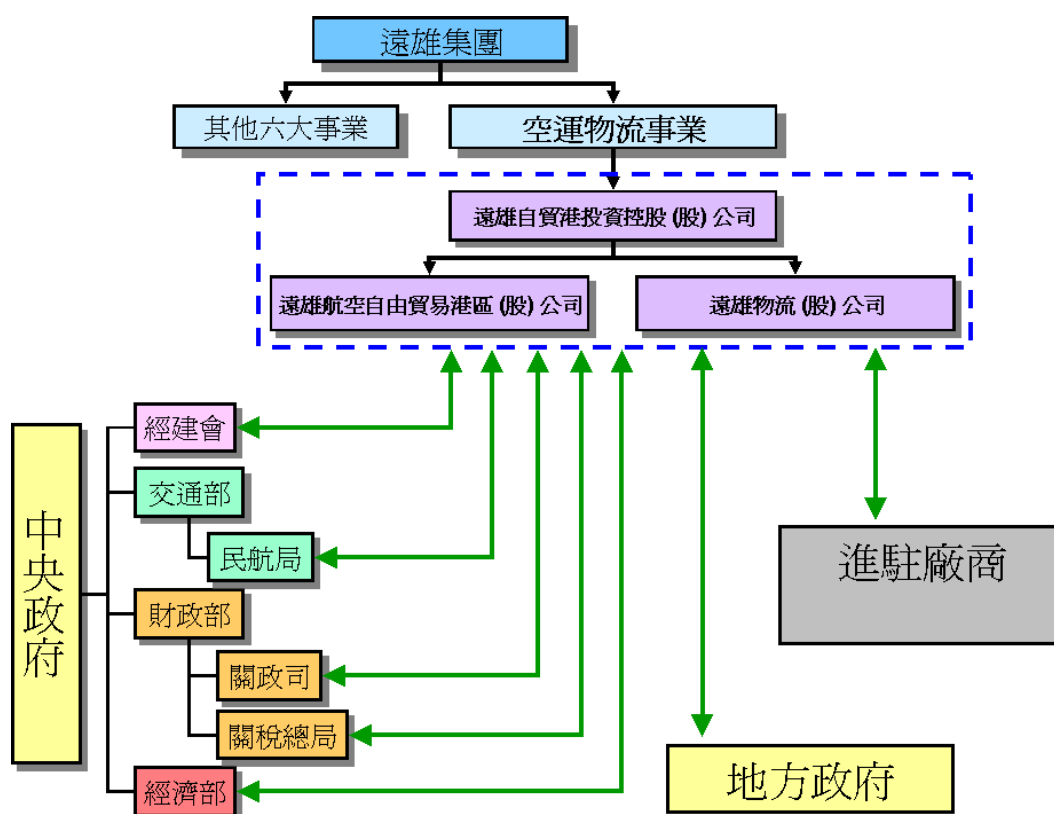 遠雄集團
其他六大事業
空運物流事業
遠雄自貿港投資控股(股)公司
遠雄航空自由貿易港區(股)公司
遠雄物流(股)公司
中央政府
經建會
交通部
民航局
財政部
關政司
關稅總局
經濟部
進駐廠商
地方政府